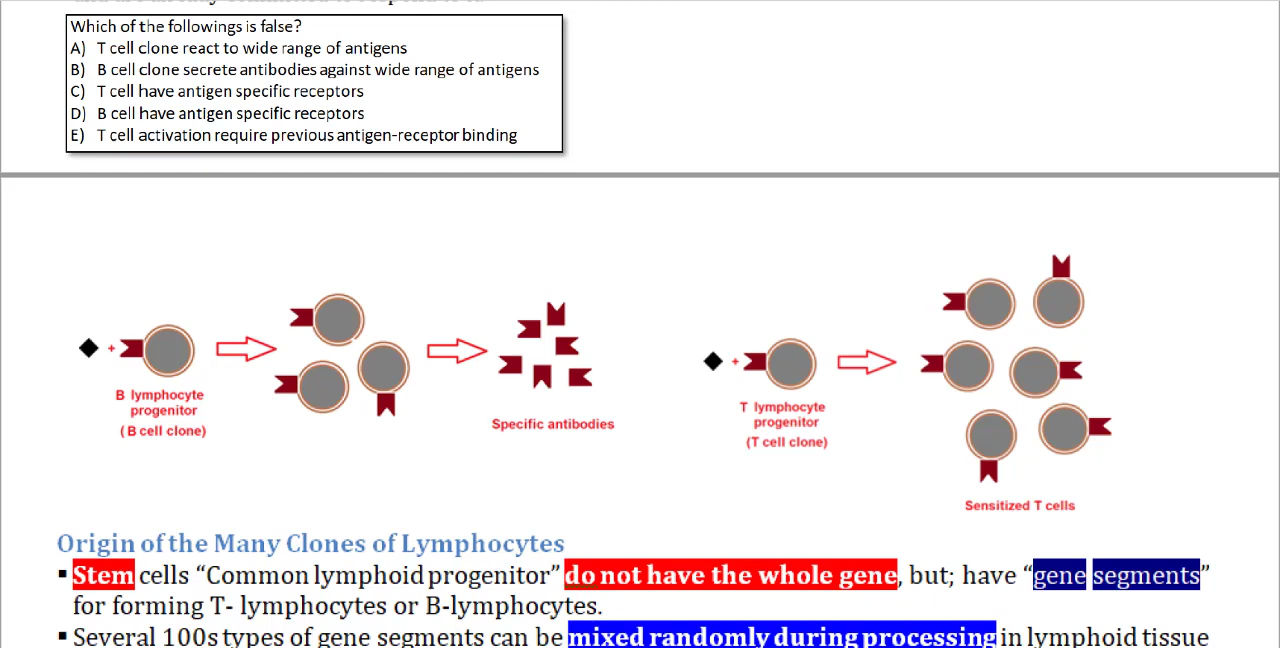 Which of the followings is false?
A) T cell clone react to wide range of antigens
B) B cell clone secrete antibodies against wide range of antigens
C) T cell have antigen specific receptors
D) B cell have antigen specific receptors
E) T cell activation require previous antigen-receptor binding
+
B lymphocyte
progenitor
( B cell clone)
Specific antibodies
+
T lymphocyte
progenitor
(T cell clone)
Sensitized T cells
Origin of the Many Clones of Lymphocytes
▪ Stem cells “Common lymphoid progenitor” do not have the whole gene, but; have “gene segments”
for forming T- lymphocytes or B-lymphocytes.
▪ Several 100s types of gene segments can be mixed randomly during processing in lymphoid tissue